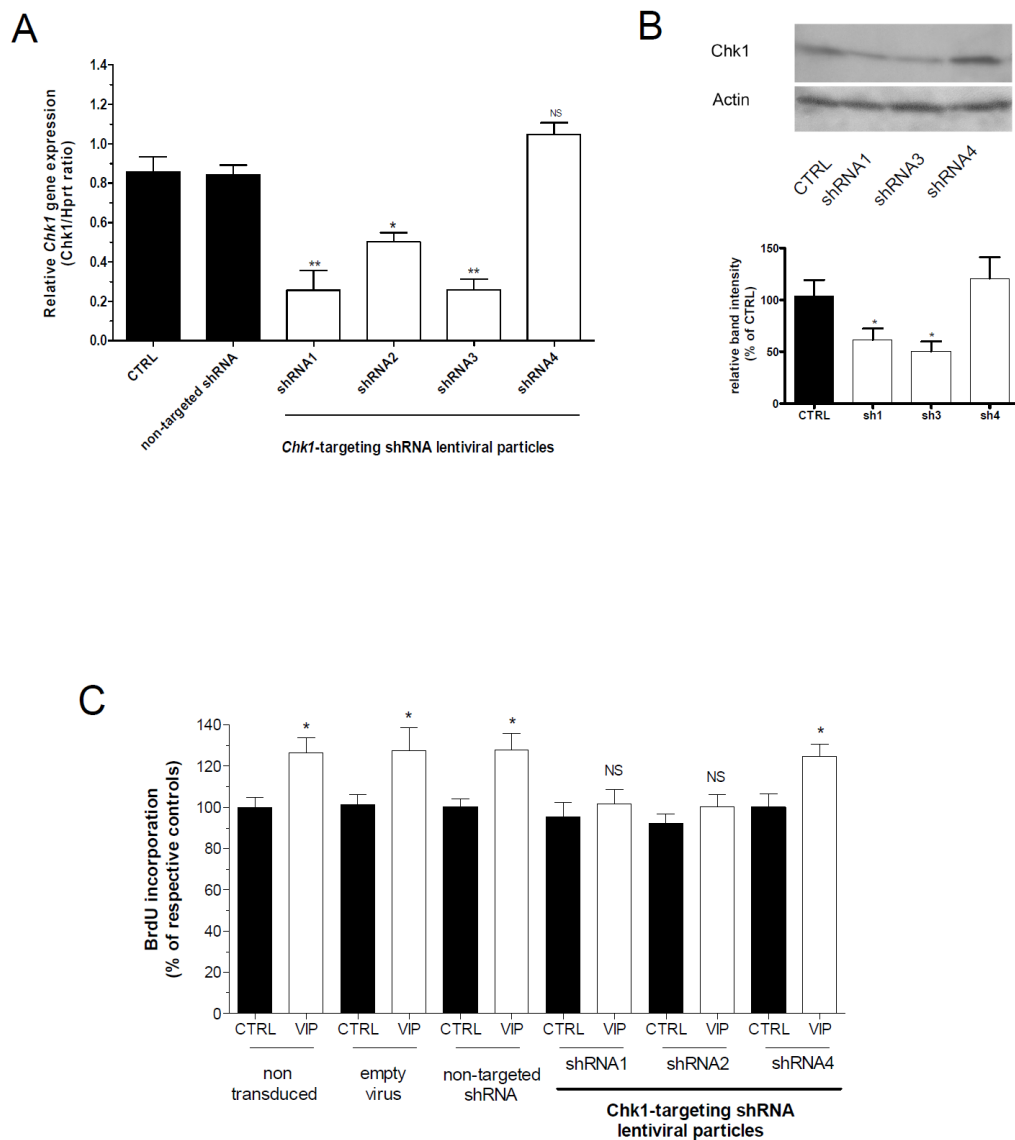 A
Relative Chk1 gene expression
(Chk1/Hprt ratio)
1.4
1.2
1.0
0.8
0.6
0.4
0.2
0.0
**
*
**
NS
CTRL
non-targeted shRNA
shRNA1
shRNA2
shRNA3
shRNA4
Chk1-targeting shRNA lentiviral particles
B
Chk1
Actin
CTRL
shRNA1
shRNA3
shRNA4
relative band intensity
(% of CTRL)
150
100
50
0
*
*
CTRL sh1 sh3 sh4
C
BrdU incorporation
(% of respective controls)
140
120
100
80
60
40
20
0
* * * NS NS *
CTRL VIP CTRL VIP CTRL VIP CTRL VIP CTRL VIP CTRL VIP
non
transduced
empty
virus
non-targeted
shRNA
shRNA1 shRNA2 shRNA4
Chk1-targeting shRNA
lentiviral particles